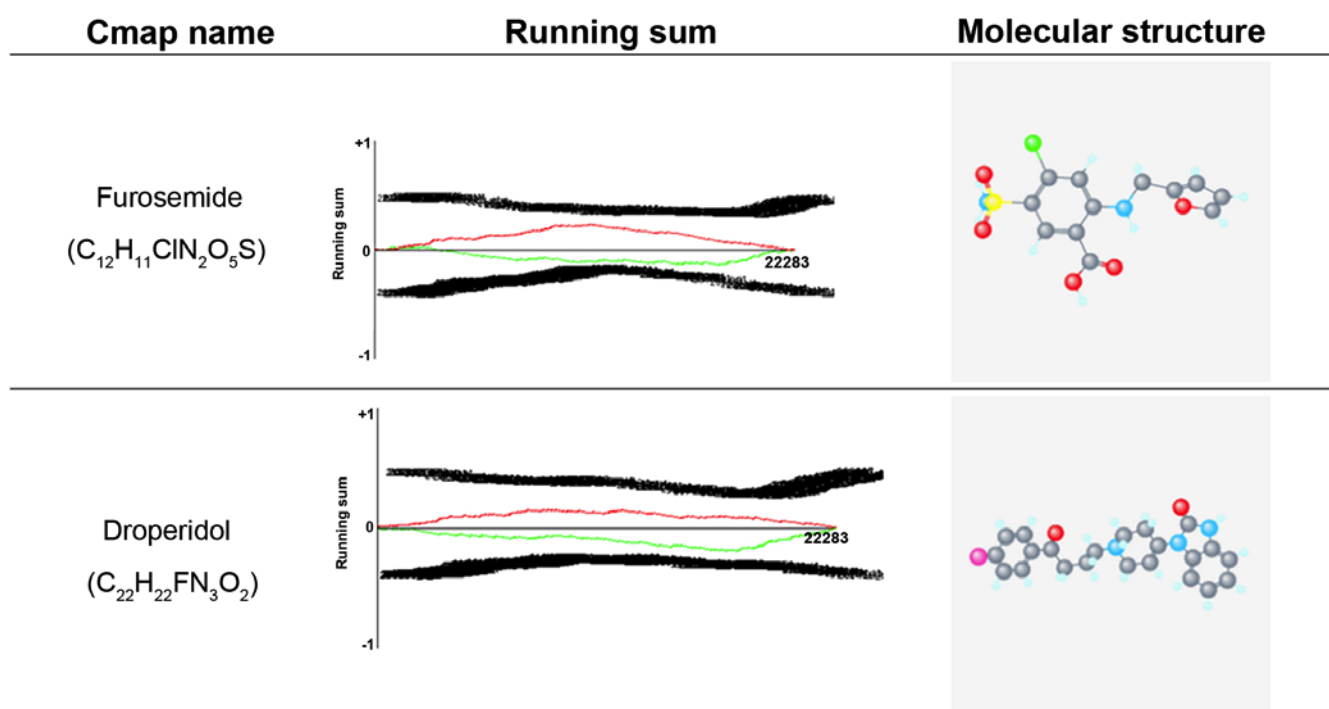 Cmap name Running sum Molecular structure
Furosemide
(C₁₂H₁₁ClN₂O₅S)
Running sum
+1
0
-1
22283
Droperidol
(C₂₂H₂₂FN₃O₂)
Running sum
+1
0
-1
22283